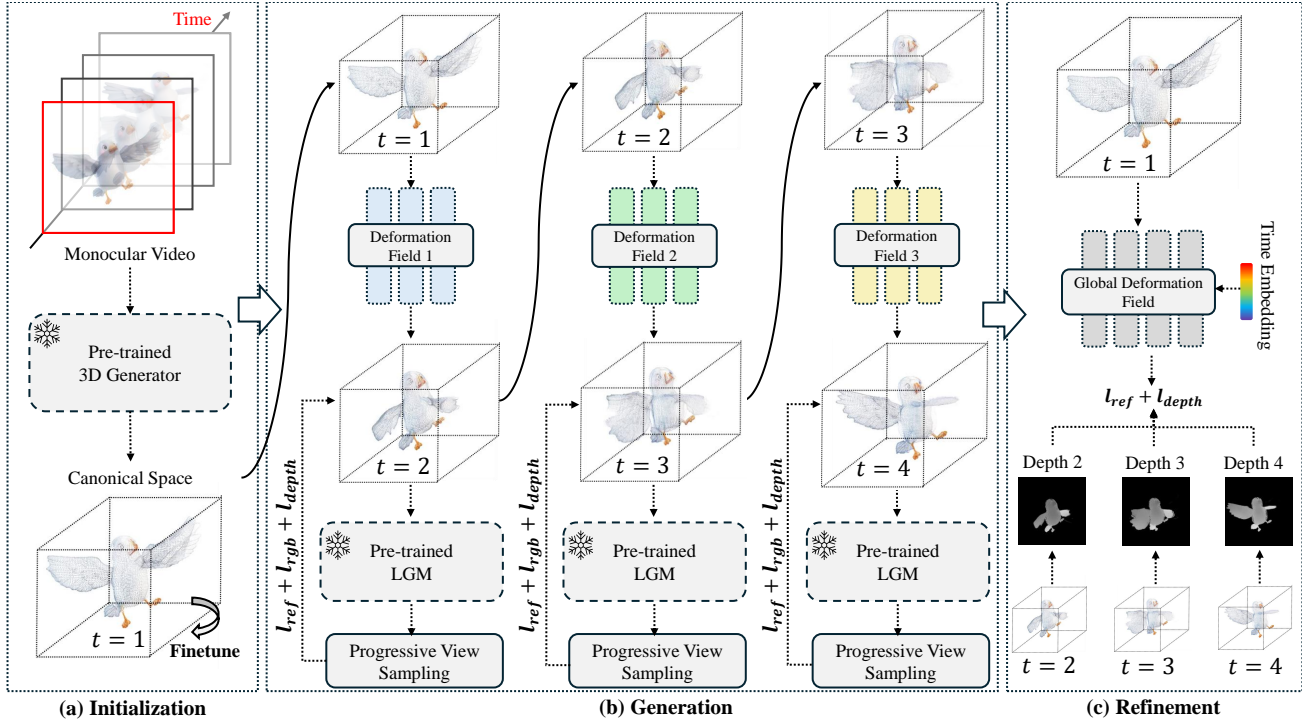 Time
Monocular Video
Pre-trained
3D Generator
Canonical Space
t = 1
Finetune
(a) Initialization
t = 1
Deformation
Field 1
t = 2
l_ref + l_rgb + l_depth
Pre-trained
LGM
Progressive View
Sampling
t = 2
Deformation
Field 2
t = 3
l_ref + l_rgb + l_depth
Pre-trained
LGM
Progressive View
Sampling
t = 3
Deformation
Field 3
t = 4
l_ref + l_rgb + l_depth
Pre-trained
LGM
Progressive View
Sampling
(b) Generation
t = 1
Global Deformation
Field
Time Embedding
l_ref + l_depth
Depth 2
Depth 3
Depth 4
t = 2
t = 3
t = 4
(c) Refinement